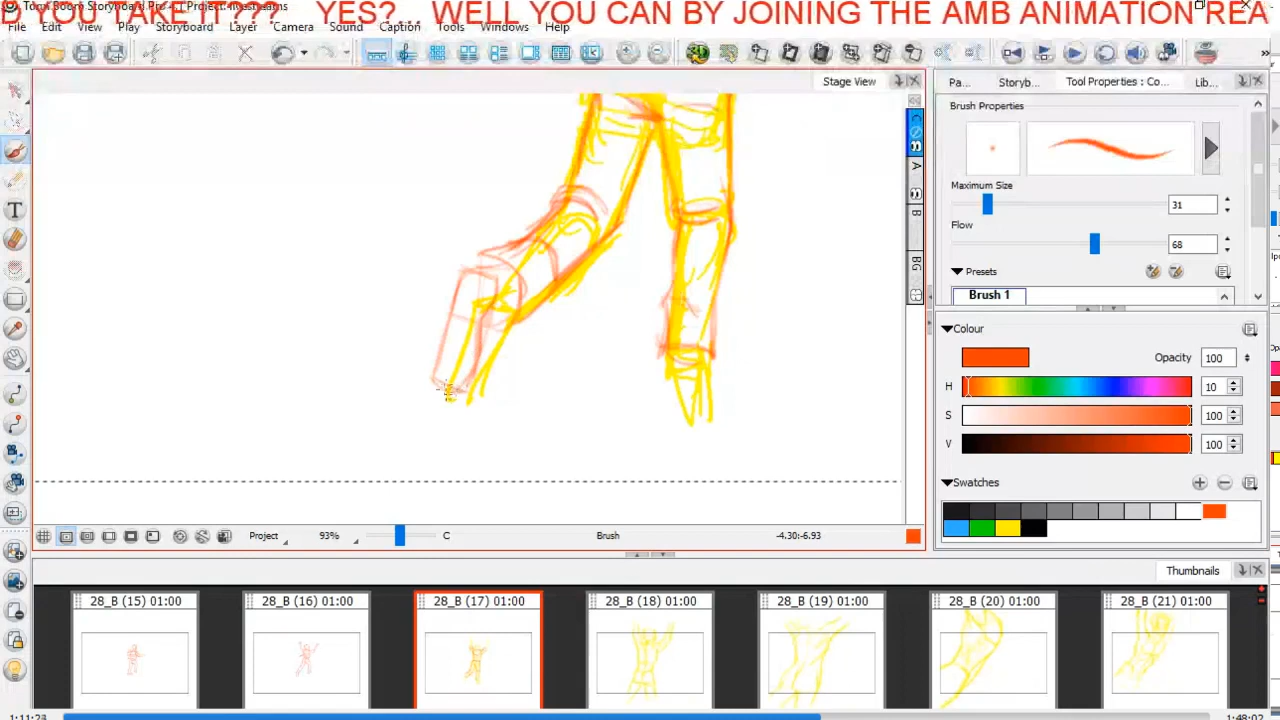 YES?... WELL YOU CAN BY JOINING THE AMB ANIMATION REA
File Edit View Play Storyboard Layer Camera Sound Caption Tools Windows Help
Stage View
Pa... Storyb... Tool Properties : Co... Lib...
Brush Properties
Maximum Size
31
Flow
68
Presets
Brush 1
C
A
B
BG
Colour
Opacity 100
H 10
S 100
V 100
Swatches
Project 93% C Brush -4.30:-6.93
Thumbnails
28_B (15) 01:00 28_B (16) 01:00 28_B (17) 01:00 28_B (18) 01:00 28_B (19) 01:00 28_B (20) 01:00 28_B (21) 01:00
1:11:23 1:48:02